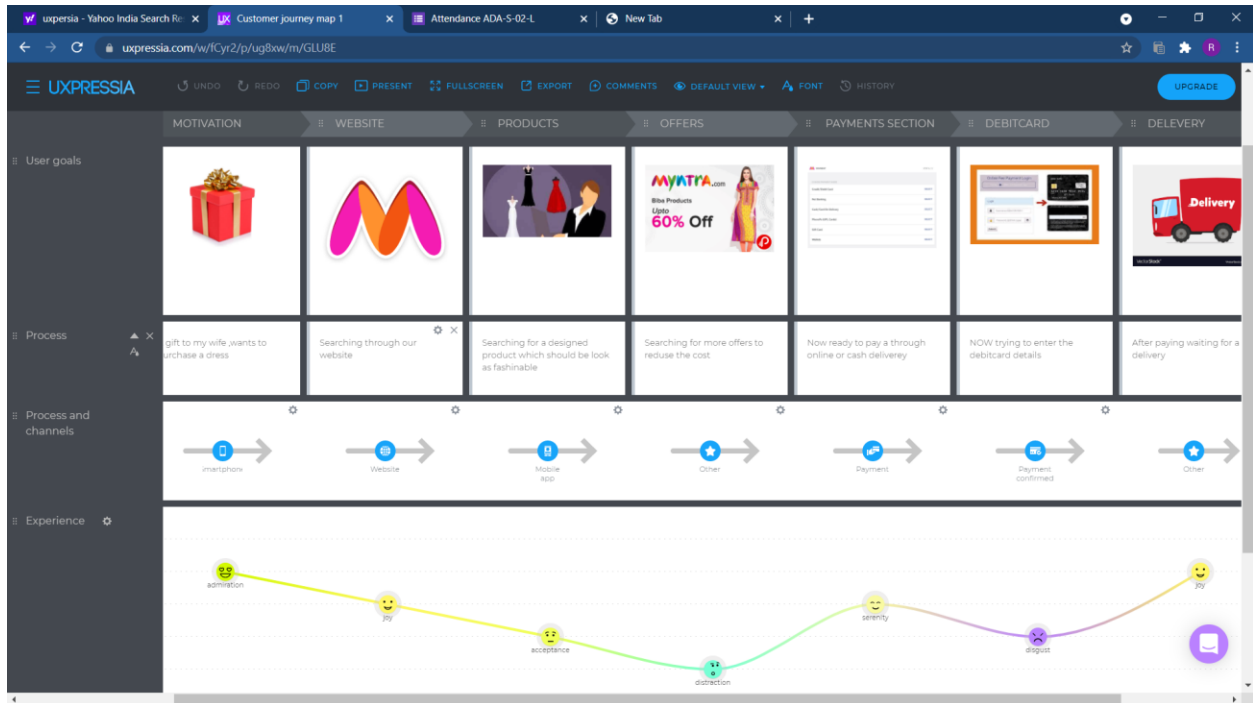 uxpersia - Yahoo India Search Re
Customer journey map 1
Attendance ADA-S-02-L
New Tab
uxpressia.com/w/fCyr2/p/ug8xw/m/GLU8E
R
UXPRESSIA
UNDO
REDO
COPY
PRESENT
FULLSCREEN
EXPORT
COMMENTS
DEFAULT VIEW
FONT
HISTORY
UPGRADE
MOTIVATION
WEBSITE
PRODUCTS
OFFERS
PAYMENTS SECTION
DEBITCARD
DELEVERY
User goals
MYNTRA.com
Biba Products
Upto
60% Off
Delivery
VectorStock
Process
gift to my wife ,wants to
urchase a dress
Searching through our
website
Searching for a designed
product which should be look
as fashinable
Searching for more offers to
reduse the cost
Now ready to pay a through
online or cash deliverey
NOW trying to enter the
debitcard details
After paying waiting for a
delivery
Process and
channels
martphon
Website
Mobile
app
Other
Payment
Payment
confirmed
Other
Experience
admiration
joy
acceptance
distraction
serenity
disgust
joy